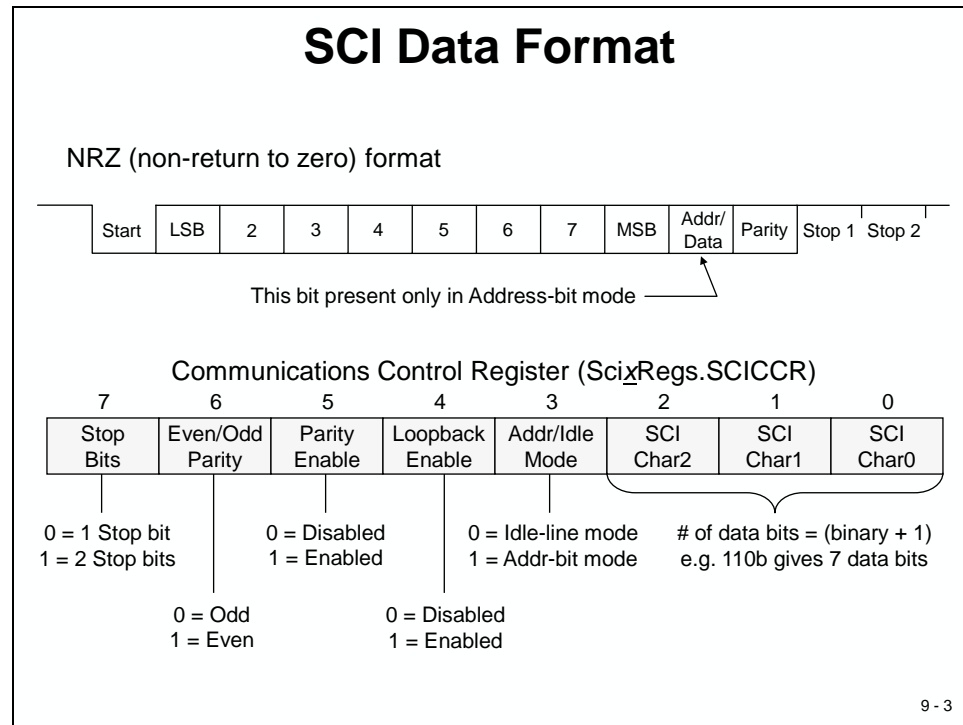 SCI Data Format
NRZ (non-return to zero) format
Start LSB 2 3 4 5 6 7 MSB Addr/ Data Parity Stop 1 Stop 2
This bit present only in Address-bit mode
Communications Control Register (ScixRegs.SCICCR)
7 6 5 4 3 2 1 0
Stop Bits Even/Odd Parity Parity Enable Loopback Enable Addr/Idle Mode SCI Char2 SCI Char1 SCI Char0
0 = 1 Stop bit
1 = 2 Stop bits
0 = Disabled
1 = Enabled
0 = Idle-line mode
1 = Addr-bit mode
# of data bits = (binary + 1)
e.g. 110b gives 7 data bits
0 = Odd
1 = Even
0 = Disabled
1 = Enabled
9 - 3